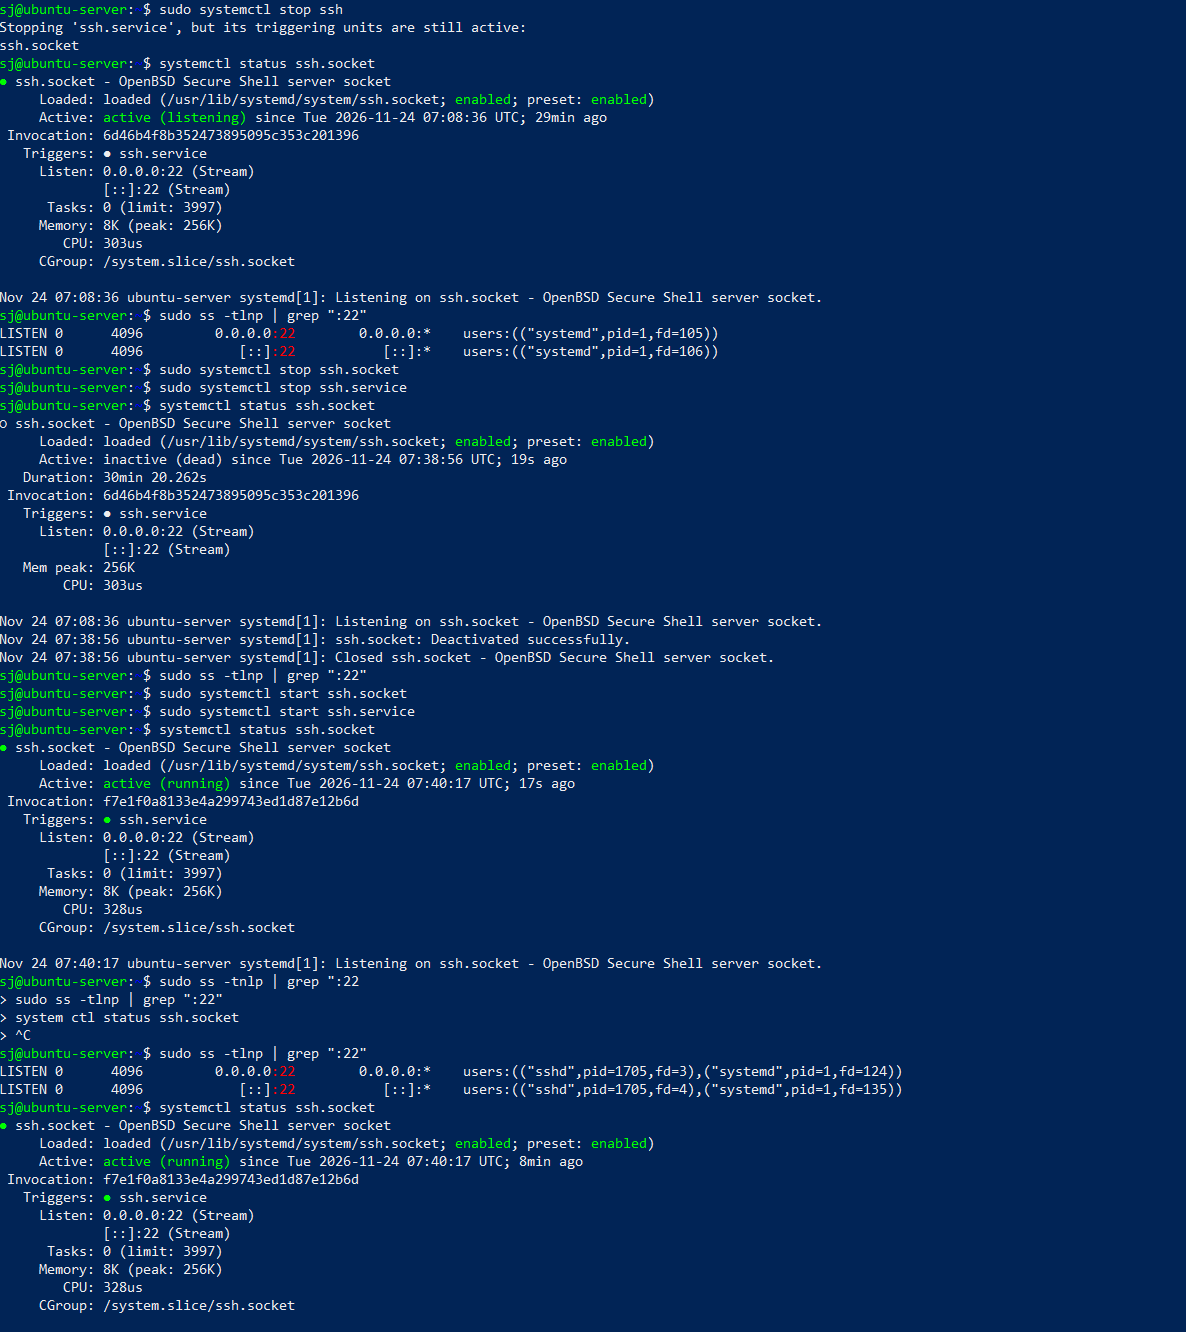 sj@ubuntu-server:~$ sudo systemctl stop ssh
Stopping 'ssh.service', but its triggering units are still active:
ssh.socket
sj@ubuntu-server:~$ systemctl status ssh.socket
● ssh.socket - OpenBSD Secure Shell server socket
     Loaded: loaded (/usr/lib/systemd/system/ssh.socket; enabled; preset: enabled)
     Active: active (listening) since Tue 2026-11-24 07:08:36 UTC; 29min ago
 Invocation: 6d46b4f8b352473895095c353c201396
   Triggers: ● ssh.service
     Listen: 0.0.0.0:22 (Stream)
             [::]:22 (Stream)
      Tasks: 0 (limit: 3997)
     Memory: 8K (peak: 256K)
        CPU: 303us
     CGroup: /system.slice/ssh.socket

Nov 24 07:08:36 ubuntu-server systemd[1]: Listening on ssh.socket - OpenBSD Secure Shell server socket.
sj@ubuntu-server:~$ sudo ss -tlnp | grep ":22"
LISTEN 0      4096         0.0.0.0:22        0.0.0.0:*    users:(("systemd",pid=1,fd=105))
LISTEN 0      4096            [::]:22           [::]:*    users:(("systemd",pid=1,fd=106))
sj@ubuntu-server:~$ sudo systemctl stop ssh.socket
sj@ubuntu-server:~$ sudo systemctl stop ssh.service
sj@ubuntu-server:~$ systemctl status ssh.socket
○ ssh.socket - OpenBSD Secure Shell server socket
     Loaded: loaded (/usr/lib/systemd/system/ssh.socket; enabled; preset: enabled)
     Active: inactive (dead) since Tue 2026-11-24 07:38:56 UTC; 19s ago
   Duration: 30min 20.262s
 Invocation: 6d46b4f8b352473895095c353c201396
   Triggers: ● ssh.service
     Listen: 0.0.0.0:22 (Stream)
             [::]:22 (Stream)
   Mem peak: 256K
        CPU: 303us

Nov 24 07:08:36 ubuntu-server systemd[1]: Listening on ssh.socket - OpenBSD Secure Shell server socket.
Nov 24 07:38:56 ubuntu-server systemd[1]: ssh.socket: Deactivated successfully.
Nov 24 07:38:56 ubuntu-server systemd[1]: Closed ssh.socket - OpenBSD Secure Shell server socket.
sj@ubuntu-server:~$ sudo ss -tlnp | grep ":22"
sj@ubuntu-server:~$ sudo systemctl start ssh.socket
sj@ubuntu-server:~$ sudo systemctl start ssh.service
sj@ubuntu-server:~$ systemctl status ssh.socket
● ssh.socket - OpenBSD Secure Shell server socket
     Loaded: loaded (/usr/lib/systemd/system/ssh.socket; enabled; preset: enabled)
     Active: active (running) since Tue 2026-11-24 07:40:17 UTC; 17s ago
 Invocation: f7e1f0a8133e4a299743ed1d87e12b6d
   Triggers: ● ssh.service
     Listen: 0.0.0.0:22 (Stream)
             [::]:22 (Stream)
      Tasks: 0 (limit: 3997)
     Memory: 8K (peak: 256K)
        CPU: 328us
     CGroup: /system.slice/ssh.socket

Nov 24 07:40:17 ubuntu-server systemd[1]: Listening on ssh.socket - OpenBSD Secure Shell server socket.
sj@ubuntu-server:~$ sudo ss -tnlp | grep ":22
> sudo ss -tlnp | grep ":22"
> system ctl status ssh.socket
> ^C
sj@ubuntu-server:~$ sudo ss -tlnp | grep ":22"
LISTEN 0      4096         0.0.0.0:22        0.0.0.0:*    users:(("sshd",pid=1705,fd=3),("systemd",pid=1,fd=124))
LISTEN 0      4096            [::]:22           [::]:*    users:(("sshd",pid=1705,fd=4),("systemd",pid=1,fd=135))
sj@ubuntu-server:~$ systemctl status ssh.socket
● ssh.socket - OpenBSD Secure Shell server socket
     Loaded: loaded (/usr/lib/systemd/system/ssh.socket; enabled; preset: enabled)
     Active: active (running) since Tue 2026-11-24 07:40:17 UTC; 8min ago
 Invocation: f7e1f0a8133e4a299743ed1d87e12b6d
   Triggers: ● ssh.service
     Listen: 0.0.0.0:22 (Stream)
             [::]:22 (Stream)
      Tasks: 0 (limit: 3997)
     Memory: 8K (peak: 256K)
        CPU: 328us
     CGroup: /system.slice/ssh.socket